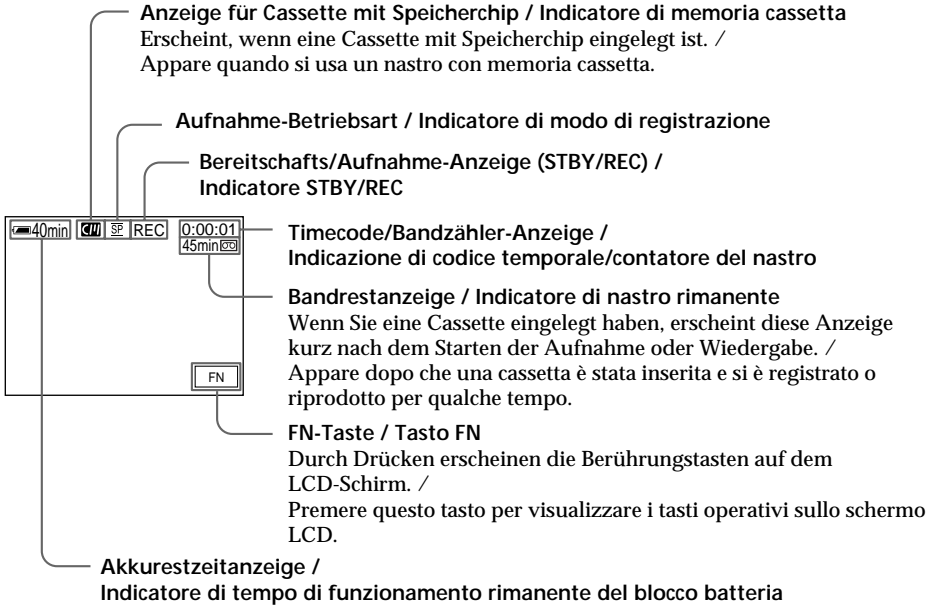 Anzeige für Cassette mit Speicherchip / Indicatore di memoria cassetta
Erscheint, wenn eine Cassette mit Speicherchip eingelegt ist. /
Appare quando si usa un nastro con memoria cassetta.
Aufnahme-Betriebsart / Indicatore di modo di registrazione
Bereitschafts/Aufnahme-Anzeige (STBY/REC) /
Indicatore STBY/REC
40min SP REC 0:00:01
45min
Timecode/Bandzähler-Anzeige /
Indicazione di codice temporale/contatore del nastro
Bandrestanzeige / Indicatore di nastro rimanente
Wenn Sie eine Cassette eingelegt haben, erscheint diese Anzeige
kurz nach dem Starten der Aufnahme oder Wiedergabe. /
Appare dopo che una cassetta è stata inserita e si è registrato o
riprodotto per qualche tempo.
FN
FN-Taste / Tasto FN
Durch Drücken erscheinen die Berührungstasten auf dem
LCD-Schirm. /
Premere questo tasto per visualizzare i tasti operativi sullo schermo
LCD.
Akkurestzeitanzeige /
Indicatore di tempo di funzionamento rimanente del blocco batteria